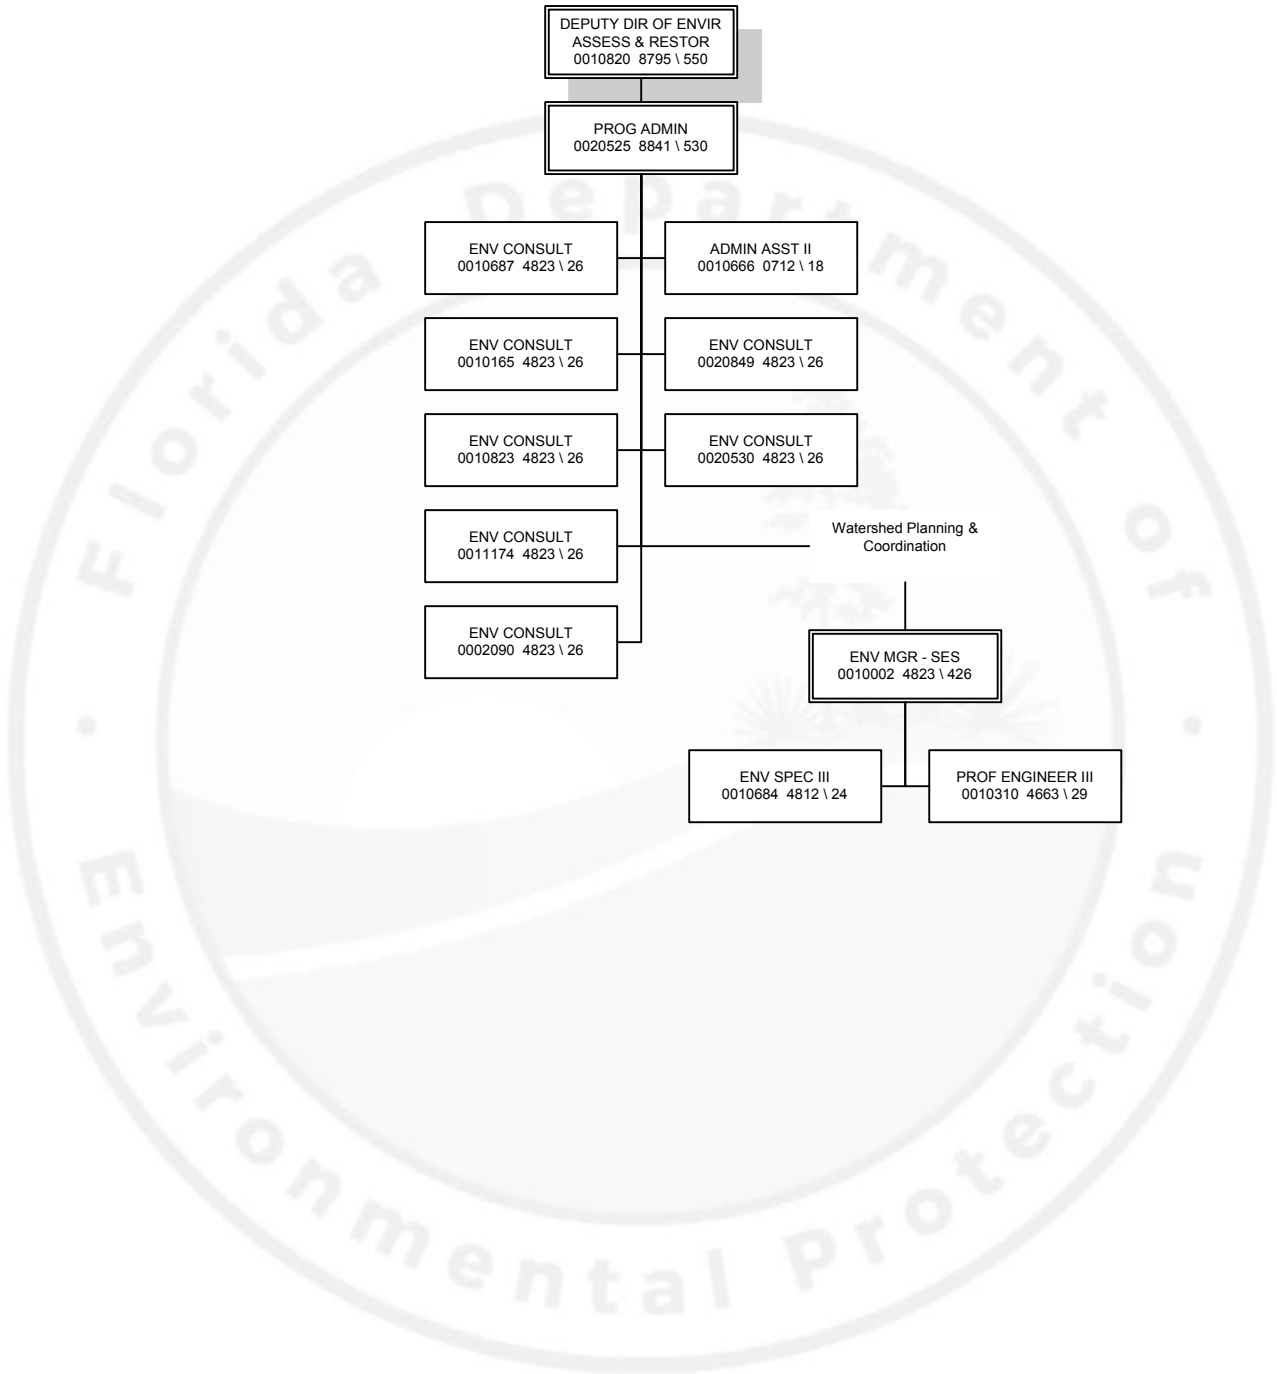 DEPUTY DIR OF ENVIR
ASSESS & RESTOR
0010820 8795 \ 550
PROG ADMIN
0020525 8841 \ 530
ENV CONSULT
0010687 4823 \ 26
ADMIN ASST II
0010666 0712 \ 18
ENV CONSULT
0010165 4823 \ 26
ENV CONSULT
0020849 4823 \ 26
ENV CONSULT
0010823 4823 \ 26
ENV CONSULT
0020530 4823 \ 26
ENV CONSULT
0011174 4823 \ 26
Watershed Planning &
Coordination
ENV CONSULT
0002090 4823 \ 26
ENV MGR - SES
0010002 4823 \ 426
ENV SPEC III
0010684 4812 \ 24
PROF ENGINEER III
0010310 4663 \ 29
Florida Department of
Environmental Protection